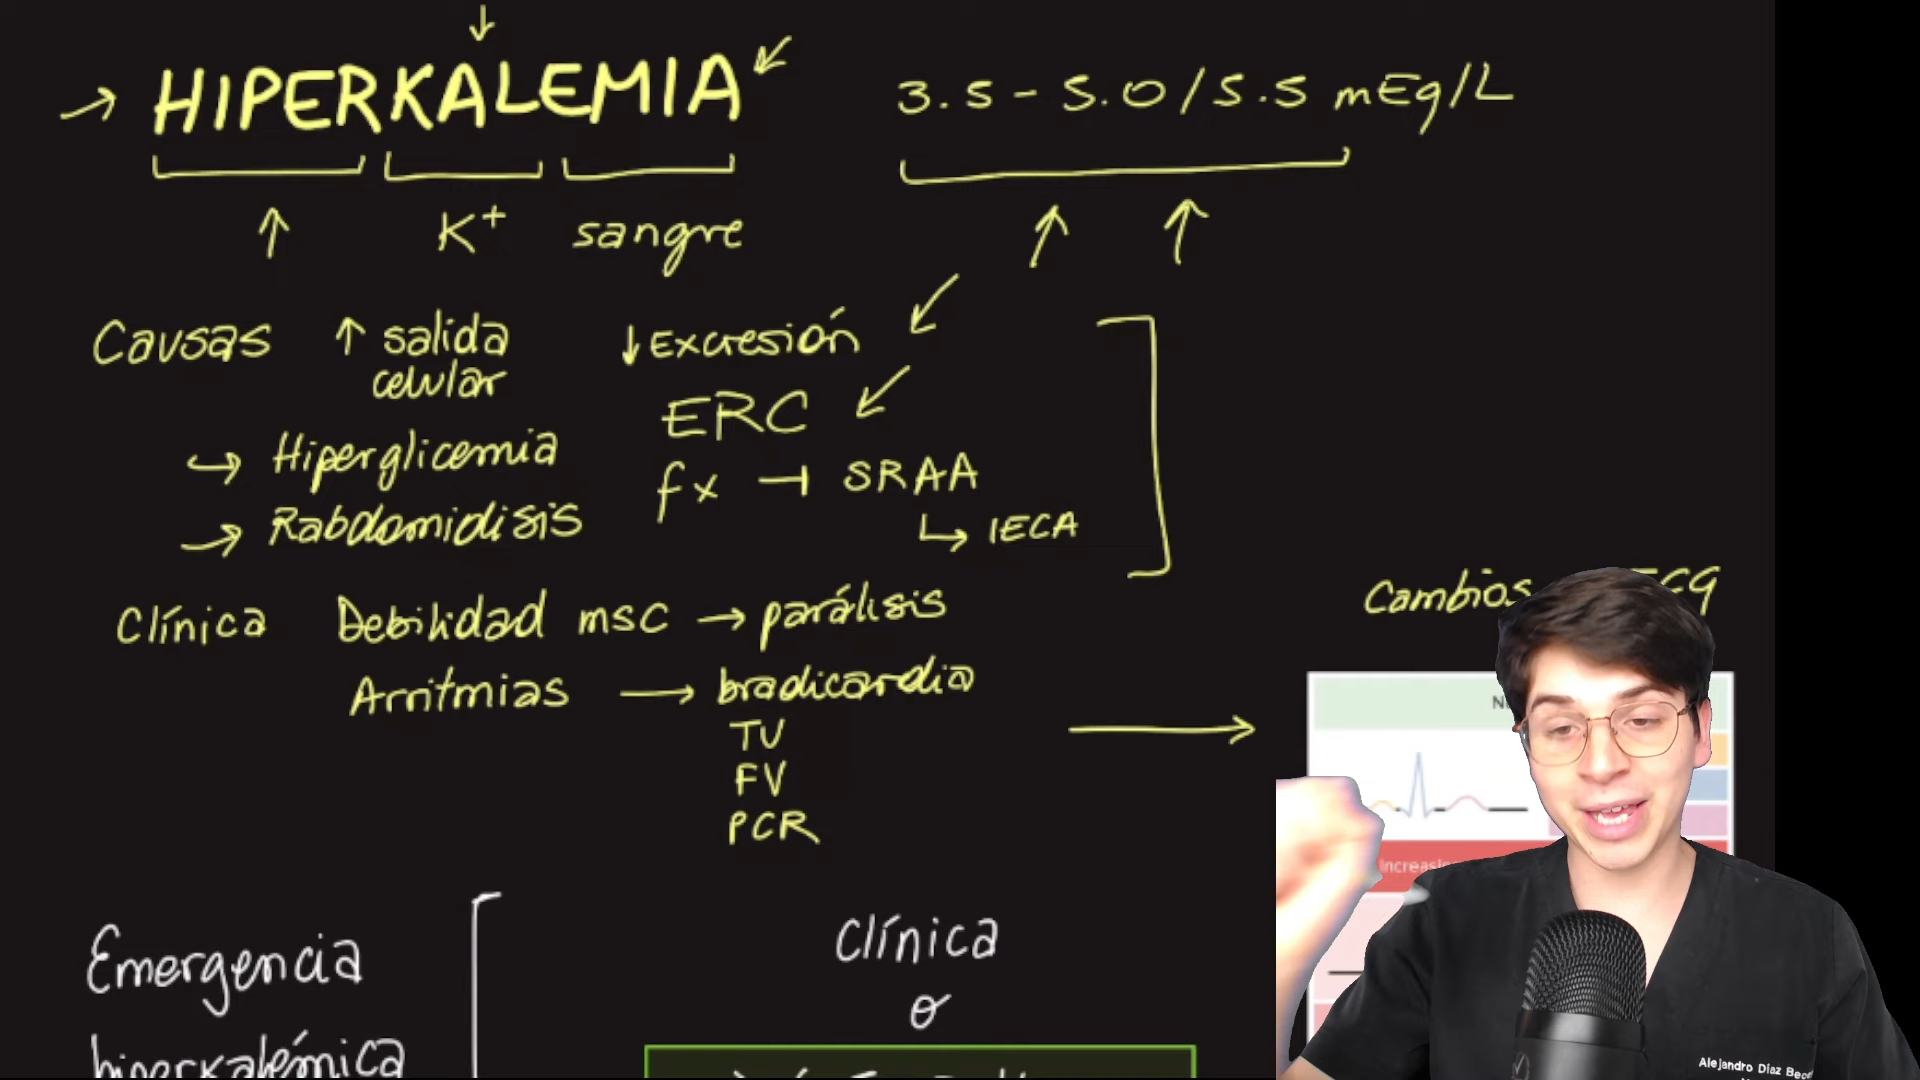 HIPERKALEMIA
3.5 - 5.0 / 5.5 mEq/L
↑ K+ sangre
Causas ↑ salida celular
↓ Excresión
ERC
Hiperglicemia
fx ⊣ SRAA
Rabdomidisis
↳ IECA
Clínica Debilidad msc → parálisis
Arritmias → bradicardia
TV
FV
PCR
Cambios
Emergencia
hiperkalémica
Clínica
o
Alejandro Díaz